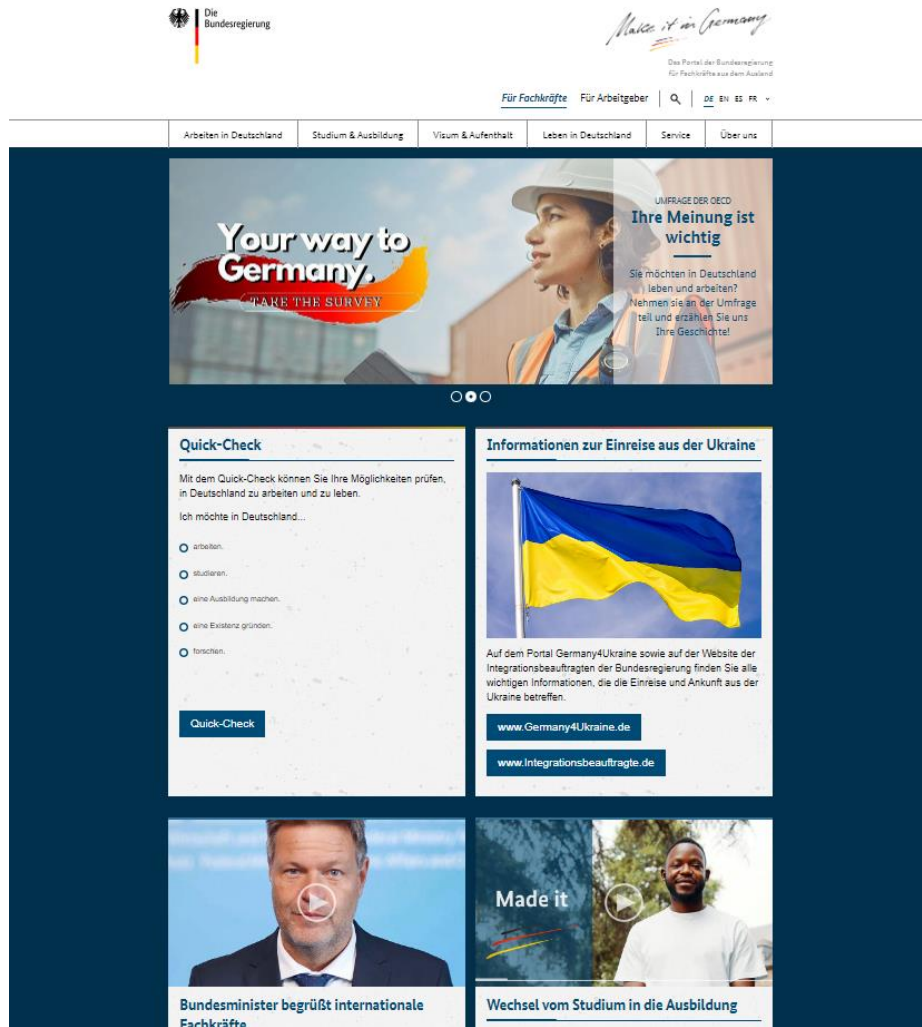 Die
Bundesregierung
Make it in Germany
Das Portal der Bundesregierung
für Fachkräfte aus dem Ausland
Für Fachkräfte Für Arbeitgeber DE EN ES FR
Arbeiten in Deutschland Studium & Ausbildung Visum & Aufenthalt Leben in Deutschland Service Über uns
Your way to
Germany.
TAKE THE SURVEY
UMFRAGE DER OECD
Ihre Meinung ist
wichtig
Sie möchten in Deutschland
leben und arbeiten?
Nehmen sie an der Umfrage
teil und erzählen Sie uns
Ihre Geschichte!
Quick-Check
Mit dem Quick-Check können Sie Ihre Möglichkeiten prüfen,
in Deutschland zu arbeiten und zu leben.
Ich möchte in Deutschland...
arbeiten.
studieren.
eine Ausbildung machen.
eine Existenz gründen.
forschen.
Quick-Check
Informationen zur Einreise aus der Ukraine
Auf dem Portal Germany4Ukraine sowie auf der Website der
Integrationsbeauftragten der Bundesregierung finden Sie alle
wichtigen Informationen, die die Einreise und Ankunft aus der
Ukraine betreffen.
www.Germany4Ukraine.de
www.Integrationsbeauftragte.de
Made it
Bundesminister begrüßt internationale
Fachkräfte
Wechsel vom Studium in die Ausbildung